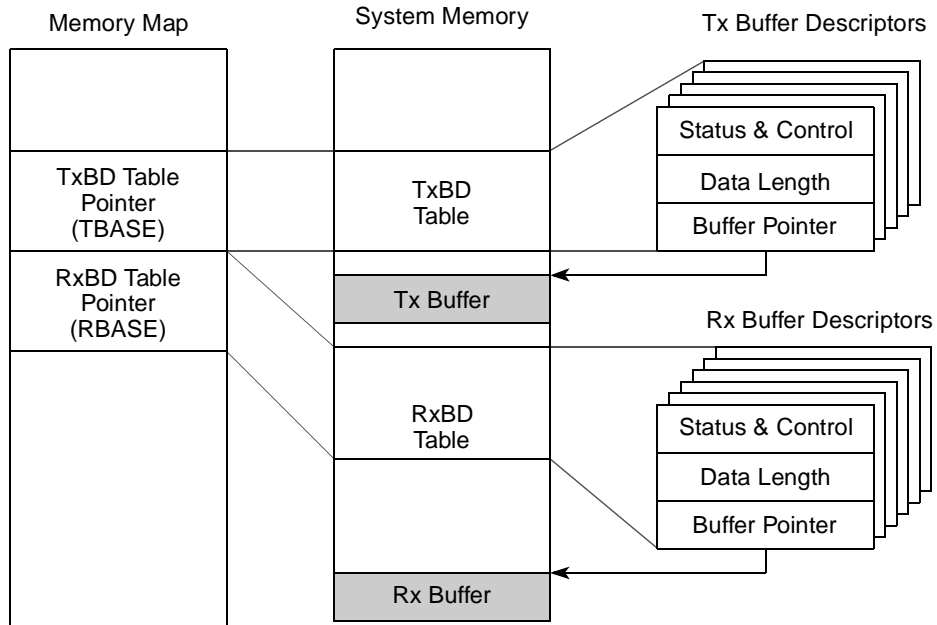 Memory Map
System Memory
Tx Buffer Descriptors
TxBD Table
Pointer
(TBASE)
RxBD Table
Pointer
(RBASE)
TxBD
Table
Tx Buffer
RxBD
Table
Rx Buffer
Status & Control
Data Length
Buffer Pointer
Rx Buffer Descriptors
Status & Control
Data Length
Buffer Pointer